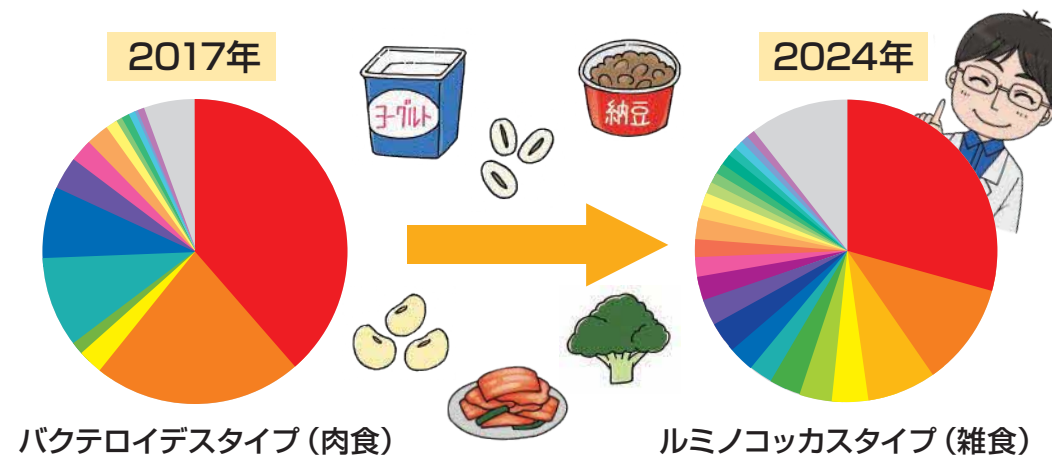 2017年
2024年
ヨーグルト
納豆
バクテロイデスタイプ（肉食）
ルミノコッカスタイプ（雑食）